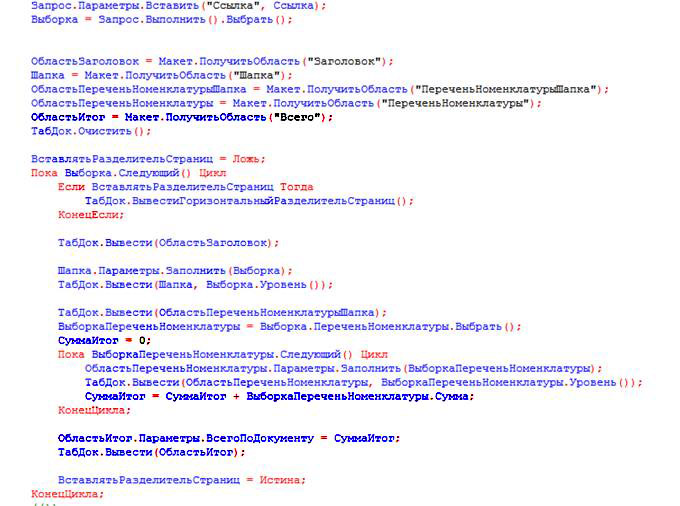 Запрос.Параметры.Вставить("Ссылка", Ссылка);
Выборка = Запрос.Выполнить().Выбрать();
ОбластьЗаголовок = Макет.ПолучитьОбласть("Заголовок");
Шапка = Макет.ПолучитьОбласть("Шапка");
ОбластьПереченьНоменклатурыШапка = Макет.ПолучитьОбласть("ПереченьНоменклатурыШапка");
ОбластьПереченьНоменклатуры = Макет.ПолучитьОбласть("ПереченьНоменклатуры");
ОбластьИтог = Макет.ПолучитьОбласть("Всего");
ТабДок.Очистить();
ВставлятьРазделительСтраниц = Ложь;
Пока Выборка.Следующий() Цикл
Если ВставлятьРазделительСтраниц Тогда
ТабДок.ВывестиГоризонтальныйРазделительСтраниц();
КонецЕсли;
ТабДок.Вывести(ОбластьЗаголовок);
Шапка.Параметры.Заполнить(Выборка);
ТабДок.Вывести(Шапка, Выборка.Уровень());
ТабДок.Вывести(ОбластьПереченьНоменклатурыШапка);
ВыборкаПереченьНоменклатуры = Выборка.ПереченьНоменклатуры.Выбрать();
СуммаИтог = 0;
Пока ВыборкаПереченьНоменклатуры.Следующий() Цикл
ОбластьПереченьНоменклатуры.Параметры.Заполнить(ВыборкаПереченьНоменклатуры);
ТабДок.Вывести(ОбластьПереченьНоменклатуры, ВыборкаПереченьНоменклатуры.Уровень());
СуммаИтог = СуммаИтог + ВыборкаПереченьНоменклатуры.Сумма;
КонецЦикла;
ОбластьИтог.Параметры.ВсегоПоДокументу = СуммаИтог;
ТабДок.Вывести(ОбластьИтог);
ВставлятьРазделительСтраниц = Истина;
КонецЦикла;